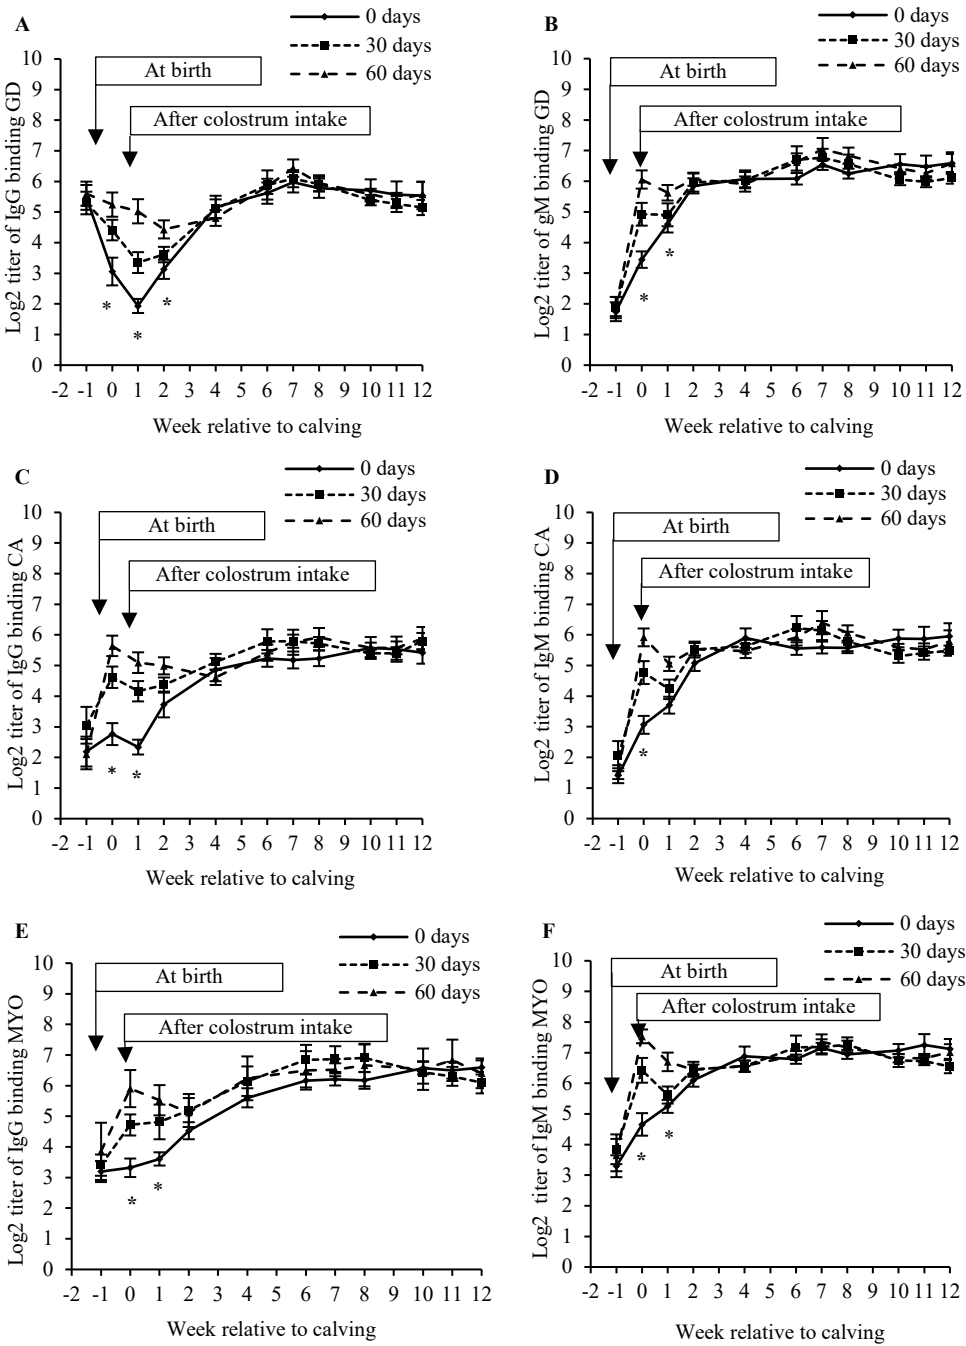 A
0 days
30 days
60 days
At birth
After colostrum intake
Log2 titer of IgG binding GD
10
9
8
7
6
5
4
3
2
1
0
* * *
-2 -1 0 1 2 3 4 5 6 7 8 9 10 11 12
Week relative to calving
B
0 days
30 days
60 days
At birth
After colostrum intake
Log2 titer of gM binding GD
10
9
8
7
6
5
4
3
2
1
0
* *
-2 -1 0 1 2 3 4 5 6 7 8 9 10 11 12
Week relative to calving
C
0 days
30 days
60 days
At birth
After colostrum intake
Log2 titer of IgG binding CA
10
9
8
7
6
5
4
3
2
1
0
* *
-2 -1 0 1 2 3 4 5 6 7 8 9 10 11 12
Week relative to calving
D
0 days
30 days
60 days
At birth
After colostrum intake
Log2 titer of IgM binding CA
10
9
8
7
6
5
4
3
2
1
0
*
-2 -1 0 1 2 3 4 5 6 7 8 9 10 11 12
Week relative to calving
E
0 days
30 days
60 days
At birth
After colostrum intake
Log2 titer of IgG binding MYO
10
9
8
7
6
5
4
3
2
1
0
* *
-2 -1 0 1 2 3 4 5 6 7 8 9 10 11 12
Week relative to calving
F
0 days
30 days
60 days
At birth
After colostrum intake
Log2 titer of IgM binding MYO
10
9
8
7
6
5
4
3
2
1
0
* *
-2 -1 0 1 2 3 4 5 6 7 8 9 10 11 12
Week relative to calving